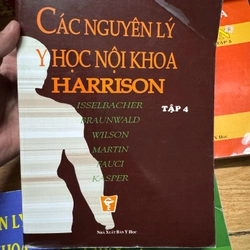 CÁC NGUYÊN LÝ
Y HỌC NỘI KHOA
HARRISON
ISSELBACHER
TẬP 4
BRAUNWALD
WILSON
MARTIN
FAUCI
KASPER
NHÀ XUẤT BẢN Y HỌC